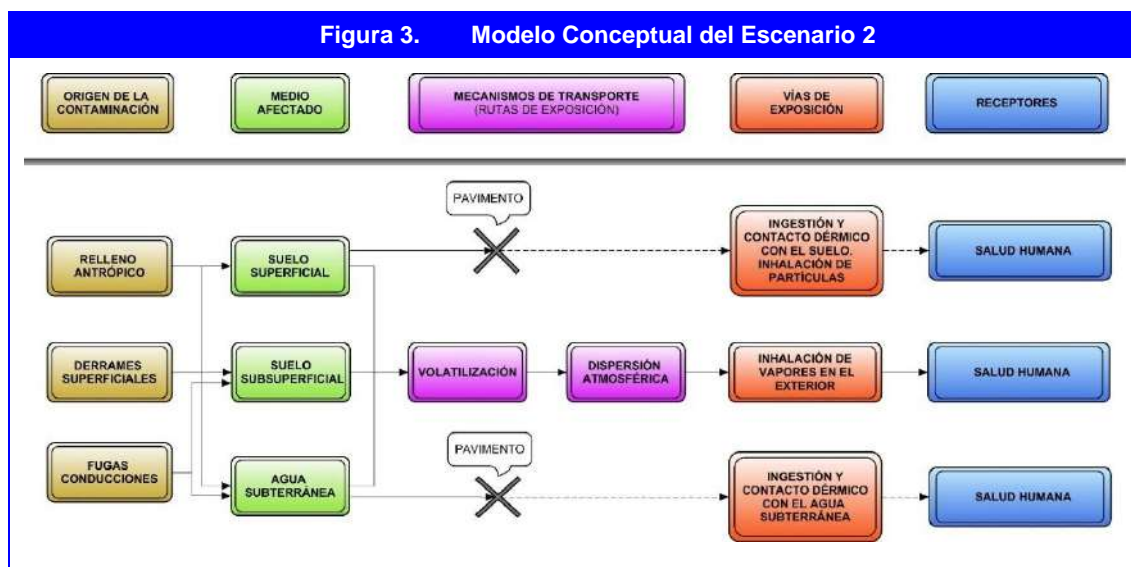 Figura 3. Modelo Conceptual del Escenario 2
ORIGEN DE LA
CONTAMINACIÓN
MEDIO
AFECTADO
MECANISMOS DE TRANSPORTE
(RUTAS DE EXPOSICIÓN)
VÍAS DE
EXPOSICIÓN
RECEPTORES
PAVIMENTO
RELLENO
ANTRÓPICO
SUELO
SUPERFICIAL
INGESTIÓN Y
CONTACTO DÉRMICO
CON EL SUELO.
INHALACIÓN DE
PARTÍCULAS
SALUD HUMANA
DERRAMES
SUPERFICIALES
SUELO
SUBSUPERFICIAL
VOLATILIZACIÓN
DISPERSIÓN
ATMOSFÉRICA
INHALACIÓN DE
VAPORES EN EL
EXTERIOR
SALUD HUMANA
PAVIMENTO
FUGAS
CONDUCCIONES
AGUA
SUBTERRÁNEA
INGESTIÓN Y
CONTACTO DÉRMICO
CON EL AGUA
SUBTERRÁNEA
SALUD HUMANA